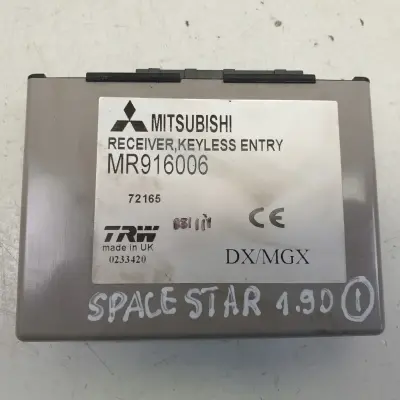 MITSUBISHI
RECEIVER,KEYLESS ENTRY
MR916006
72165
TRW CE
made in UK
0233420 DX/MGX
SPACE STAR 1.9D 1